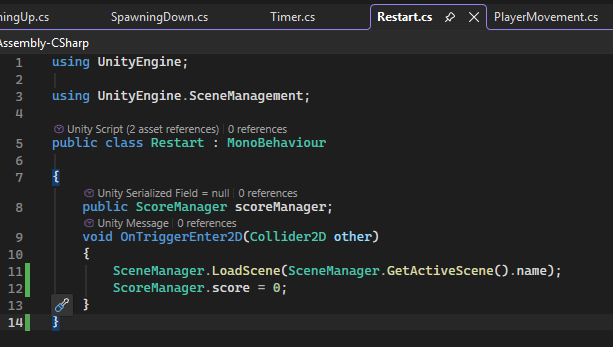 ningUp.cs SpawningDown.cs Timer.cs Restart.cs PlayerMovement.cs
Assembly-CSharp
1 using UnityEngine;
2
3 using UnityEngine.SceneManagement;
4
Unity Script (2 asset references) | 0 references
5 public class Restart : MonoBehaviour
6
7 {
Unity Serialized Field = null | 0 references
8 public ScoreManager scoreManager;
Unity Message | 0 references
9 void OnTriggerEnter2D(Collider2D other)
10 {
11 SceneManager.LoadScene(SceneManager.GetActiveScene().name);
12 ScoreManager.score = 0;
13 }
14 }